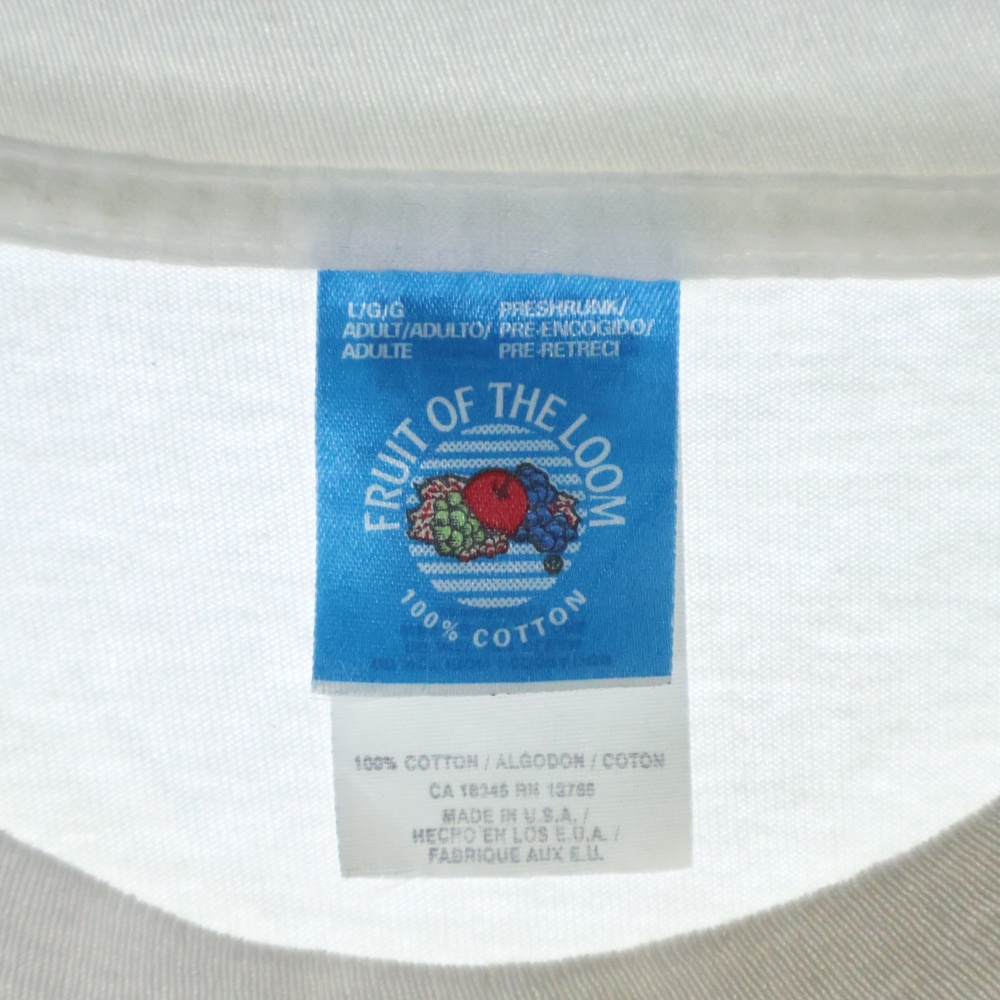 L/G/G
ADULT/ADULTO/
ADULTE
PRESHRUNK/
PRE-ENCOGIDO/
PRE-RETRECI
FRUIT OF THE LOOM
100% COTTON
100% COTTON / ALGODON / COTON
CA 18345 RN 13765
MADE IN U.S.A. /
HECHO EN LOS E.U.A. /
FABRIQUE AUX E.U.